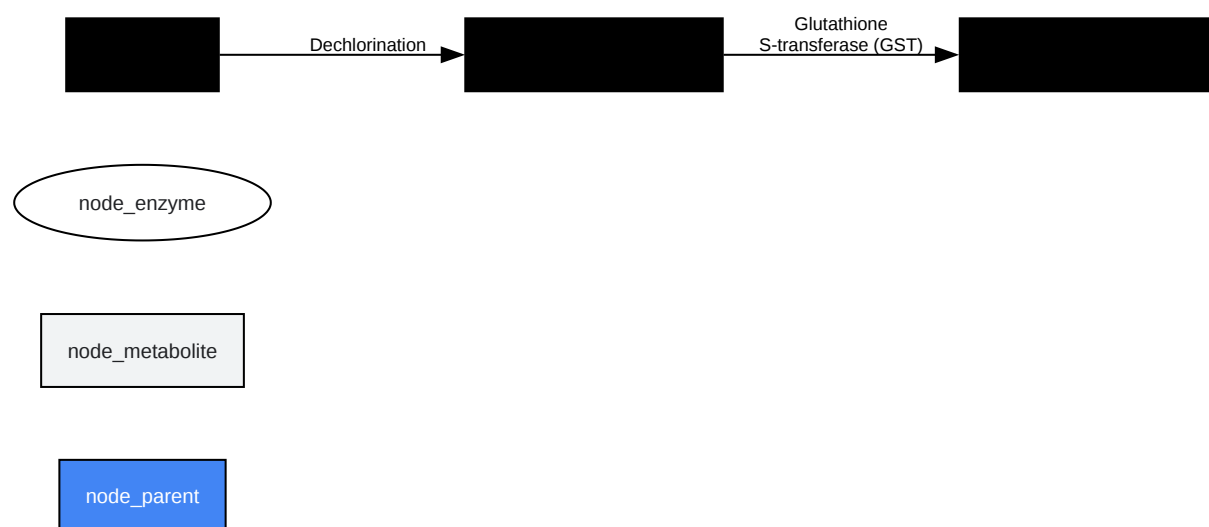 Dechlorination
Glutathione
S-transferase (GST)
node_enzyme
node_metabolite
node_parent